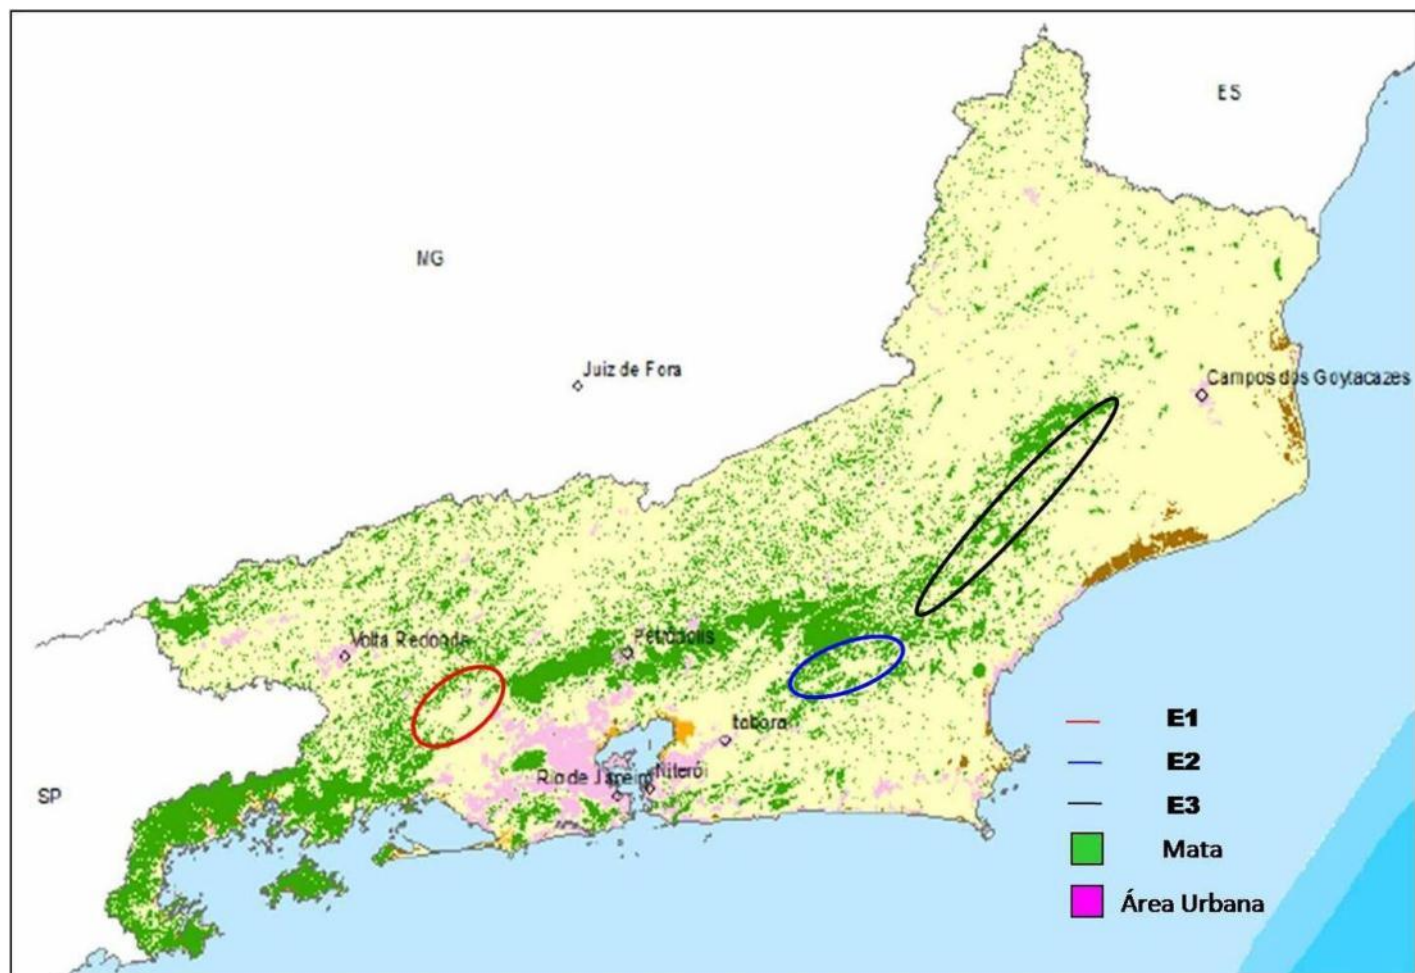 ES
MG
Juiz de Fora
Campos dos Goytacazes
Volta Redonda
Petrópolis
Itabora
Rio de Janeiro
Niterói
SP
E1
E2
E3
Mata
Área Urbana